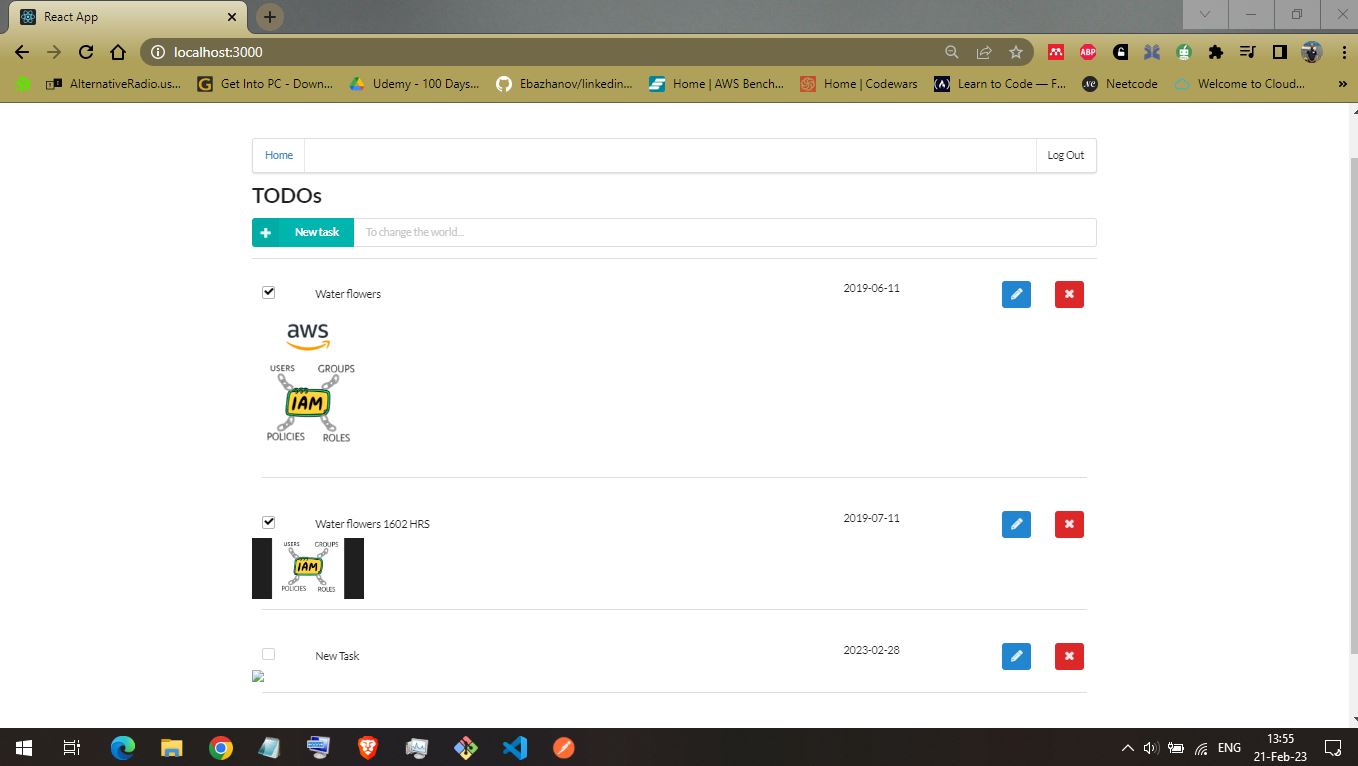 React App
localhost:3000
ABP
AlternativeRadio.us...
Get Into PC - Down...
Udemy - 100 Days...
Ebazhanov/linkedin...
Home | AWS Bench...
Home | Codewars
Learn to Code — F...
Neetcode
Welcome to Cloud...
Home
Log Out
TODOs
New task
To change the world...
Water flowers
2019-06-11
aws
USERS GROUPS
IAM
POLICIES ROLES
Water flowers 1602 HRS
2019-07-11
USERS GROUPS
IAM
POLICIES ROLES
New Task
2023-02-28
ENG
13:55
21-Feb-23